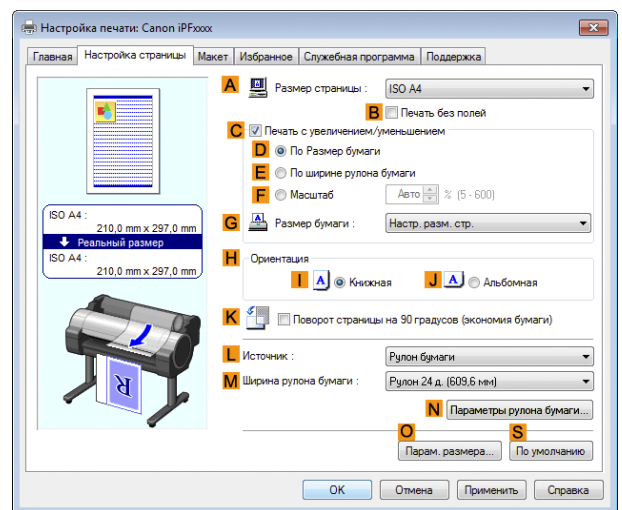 Настройка печати: Canon iPFxxxx
Главная Настройка страницы Макет Избранное Служебная программа Поддержка
A Размер страницы : ISO A4
B Печать без полей
C Печать с увеличением/уменьшением
D По Размер бумаги
E По ширине рулона бумаги
F Масштаб Авто % (5 - 600)
ISO A4 :
210,0 mm x 297,0 mm
Реальный размер
ISO A4 :
210,0 mm x 297,0 mm
G Размер бумаги : Настр. разм. стр.
H Ориентация
I A Книжная J A Альбомная
K Поворот страницы на 90 градусов (экономия бумаги)
L Источник : Рулон бумаги
M Ширина рулона бумаги : Рулон 24 д. (609,6 мм)
R
N Параметры рулона бумаги...
O S
Парам. размера... По умолчанию
OK Отмена Применить Справка